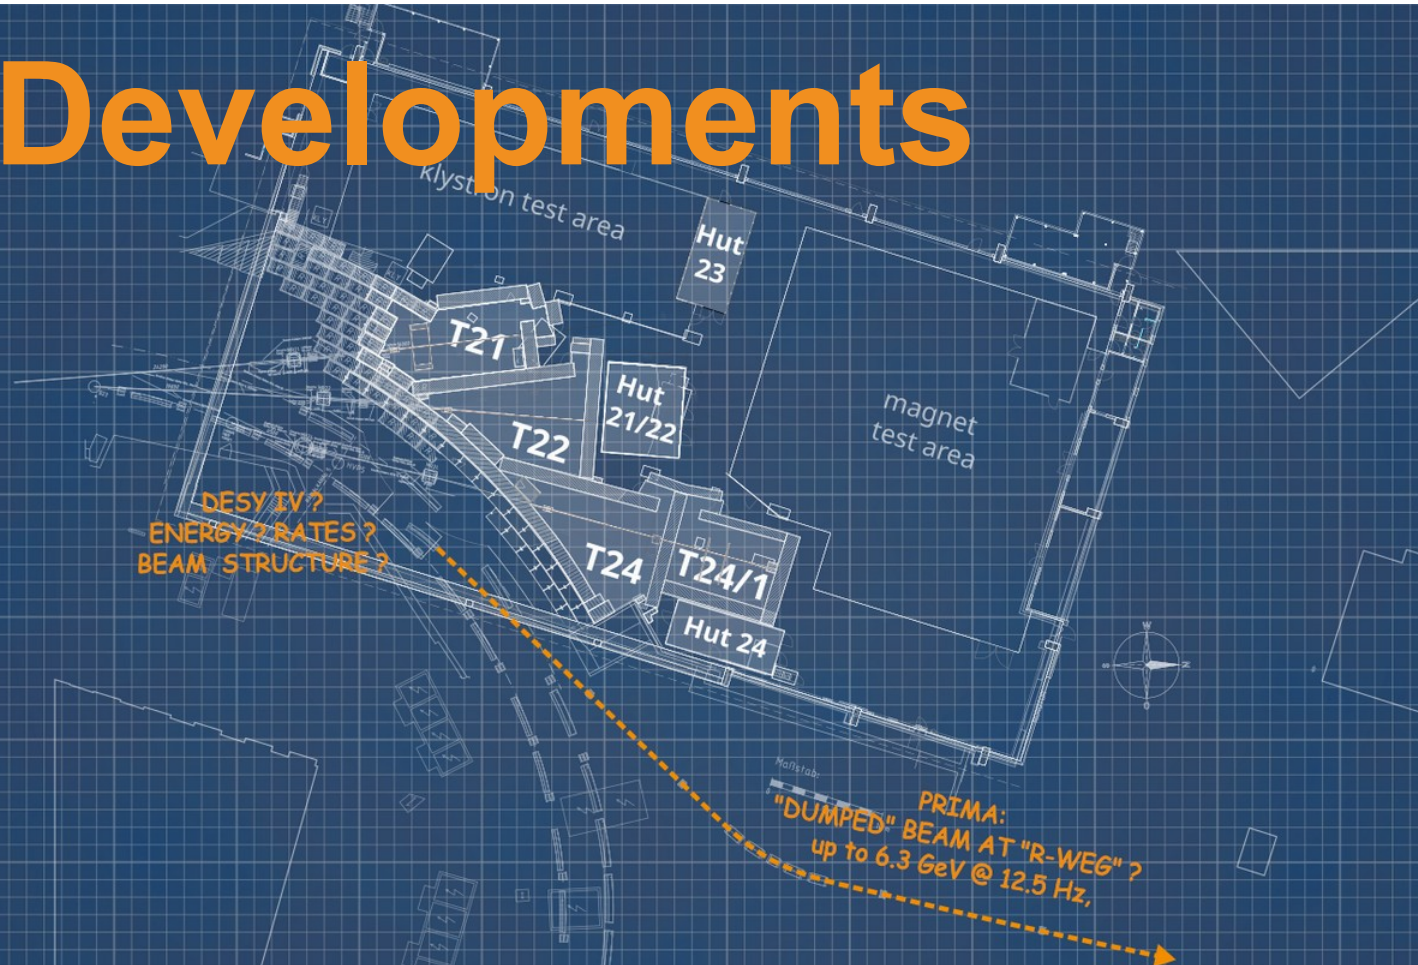 Developments
klystron test area
Hut
23
T21
Hut
21/22
T22
magnet
test area
DESY IV ?
ENERGY ? RATES ?
BEAM STRUCTURE ?
T24
T24/1
Hut 24
W
N
O
Maßstab:
PRIMA:
"DUMPED" BEAM AT "R-WEG" ?
up to 6.3 GeV @ 12.5 Hz,